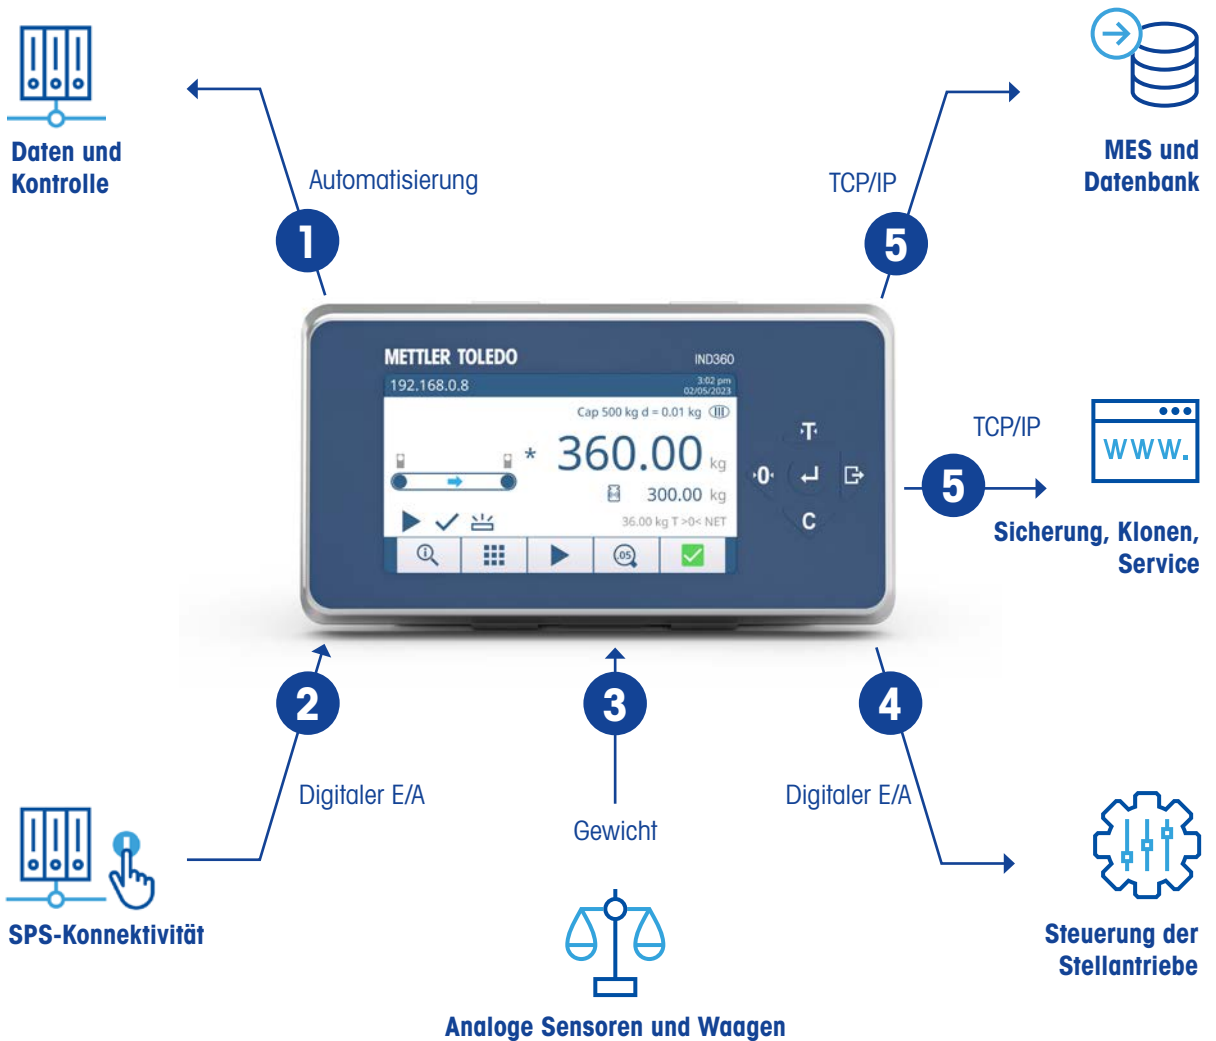 Daten und
Kontrolle
Automatisierung
1
TCP/IP
5
MES und
Datenbank
METTLER TOLEDO
IND360
192.168.0.8
3:02 pm
02/05/2023
Cap 500 kg d = 0.01 kg
* 360.00 kg
300.00 kg
36.00 kg T >0< NET
.05
T
0
C
TCP/IP
5
www.
Sicherung, Klonen,
Service
2
Digitaler E/A
SPS-Konnektivität
3
Gewicht
Analoge Sensoren und Waagen
4
Digitaler E/A
Steuerung der
Stellantriebe